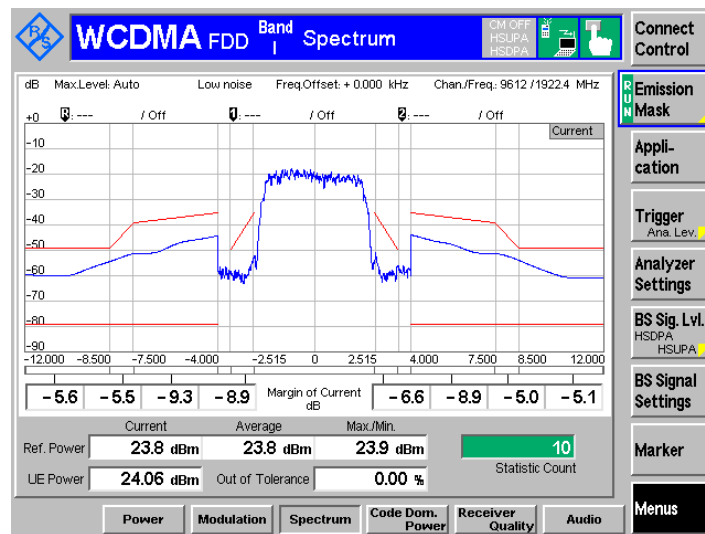 R&S
WCDMA FDD Band I Spectrum
CM OFF
HSUPA
HSDPA
Connect Control
dB Max.Level: Auto Low noise Freq.Offset: + 0.000 kHz Chan./Freq.: 9612 /1922.4 MHz
RUN
Emission Mask
+0 R: --- / Off 1: --- / Off 2: --- / Off
Current
-10
-20
-30
-40
-50
-60
-70
-80
-90
-12.000 -8.500 -7.500 -4.000 -2.515 0 2.515 4.000 7.500 8.500 12.000
Appli-
cation
Trigger
Ana. Lev.
Analyzer Settings
BS Sig. Lvl.
HSDPA
HSUPA
BS Signal Settings
Marker
Menus
-5.6 -5.5 -9.3 -8.9 Margin of Current dB -6.6 -8.9 -5.0 -5.1
Current Average Max./Min.
Ref. Power 23.8 dBm 23.8 dBm 23.9 dBm 10
Statistic Count
UE Power 24.06 dBm Out of Tolerance 0.00 %
Power Modulation Spectrum Code Dom. Power Receiver Quality Audio